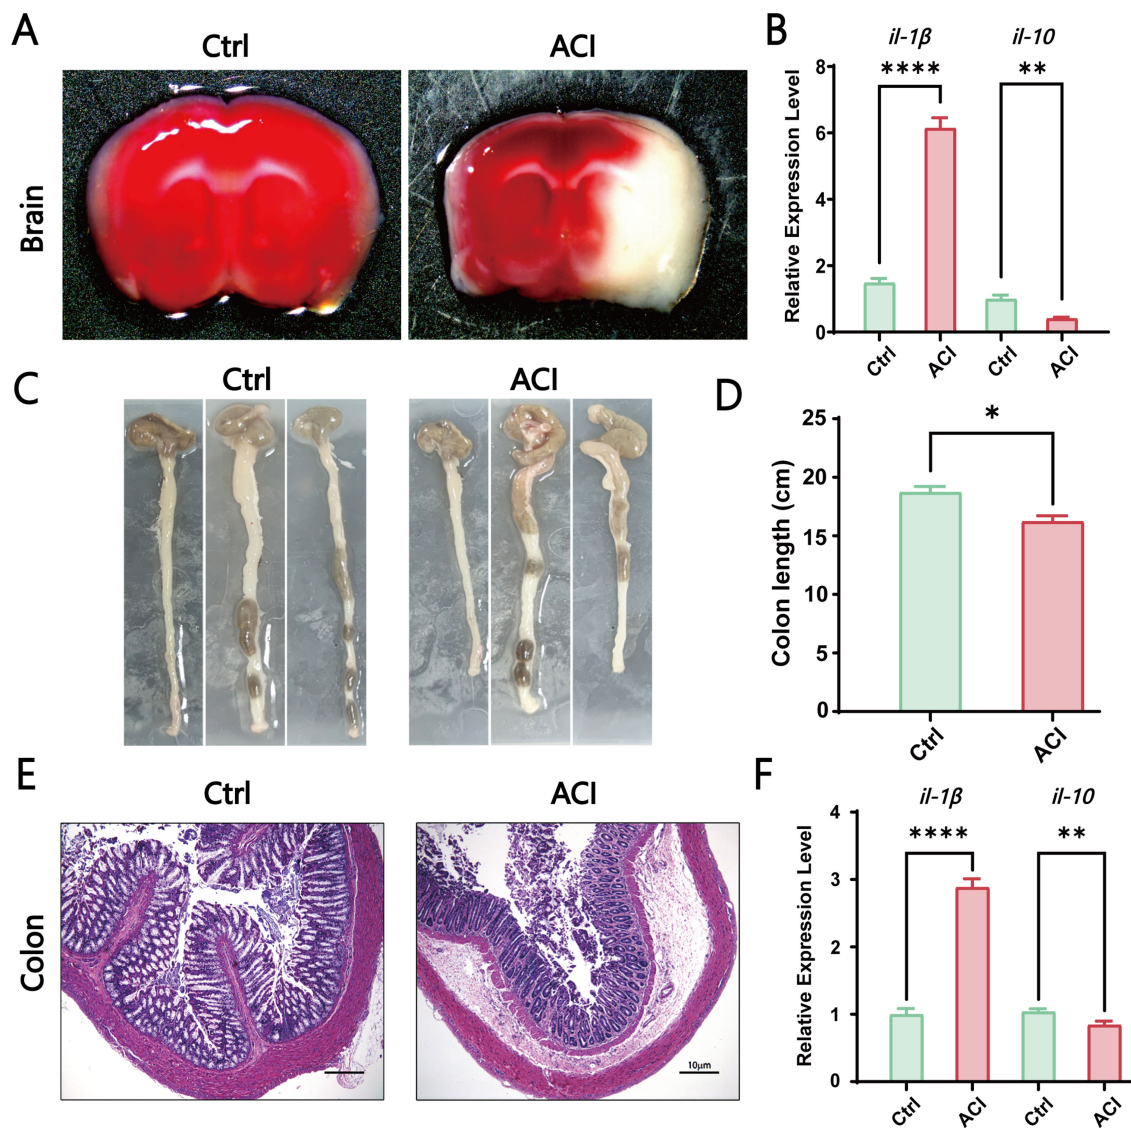 A
Ctrl
ACI
Brain
B
il-1β
il-10
****
**
Relative Expression Level
8
6
4
2
0
Ctrl
ACI
Ctrl
ACI
C
Ctrl
ACI
D
*
Colon length (cm)
25
20
15
10
5
0
Ctrl
ACI
E
Ctrl
ACI
Colon
10μm
F
il-1β
il-10
****
**
Relative Expression Level
4
3
2
1
0
Ctrl
ACI
Ctrl
ACI